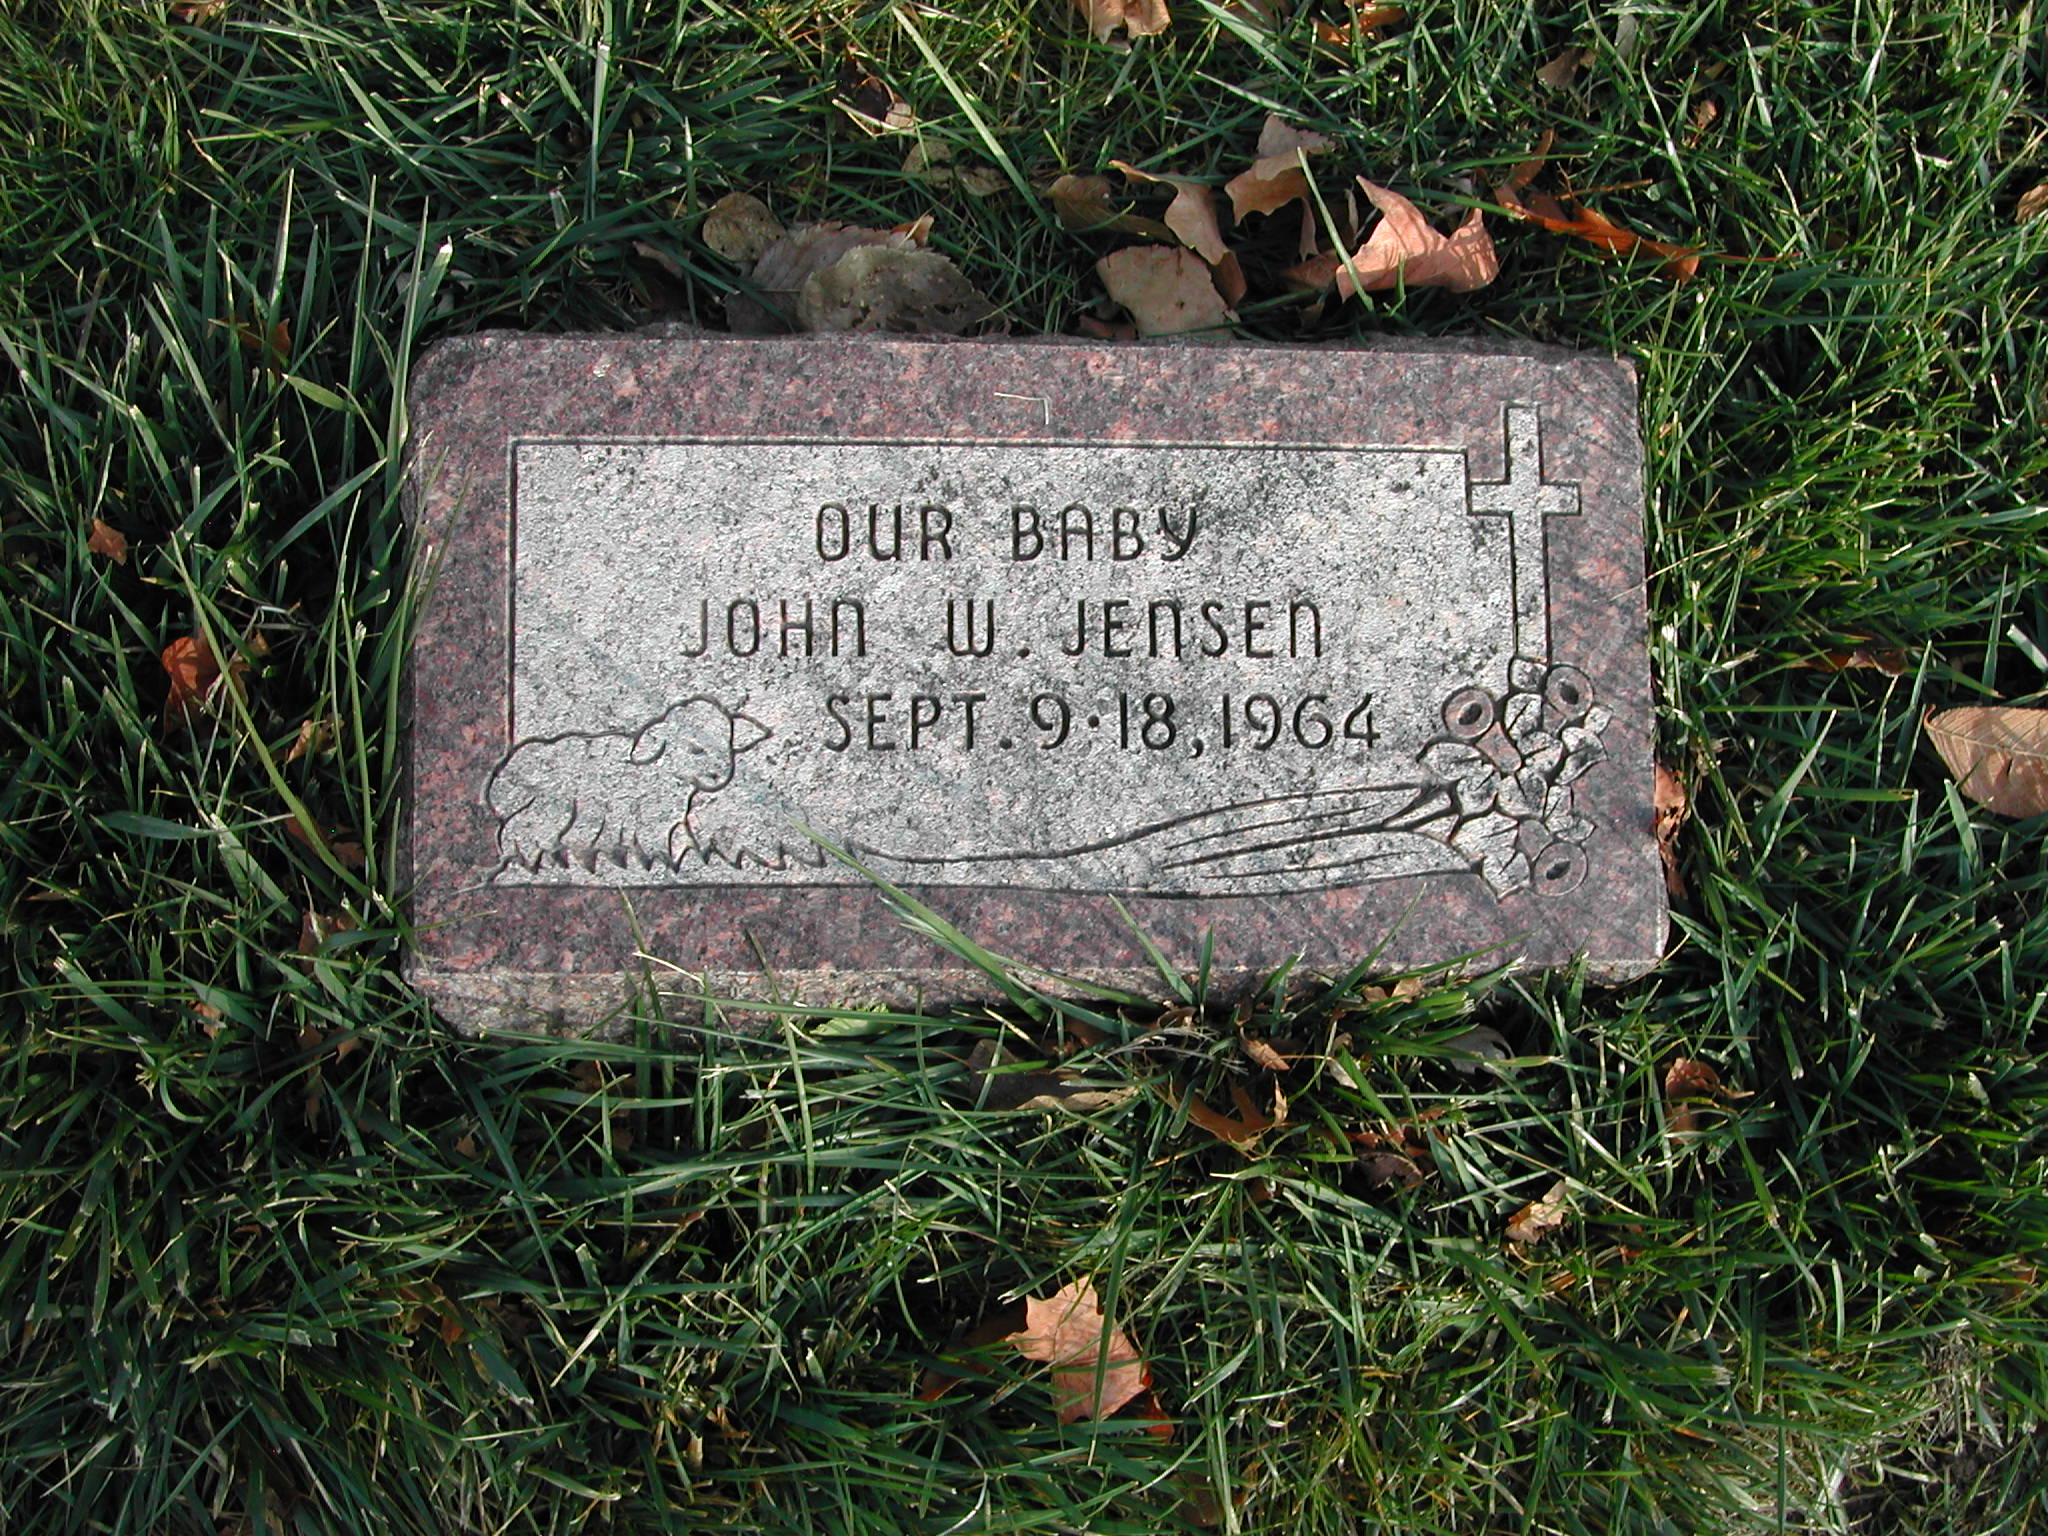 OUR BABY
JOHN W. JENSEN
SEPT. 9·18, 1964